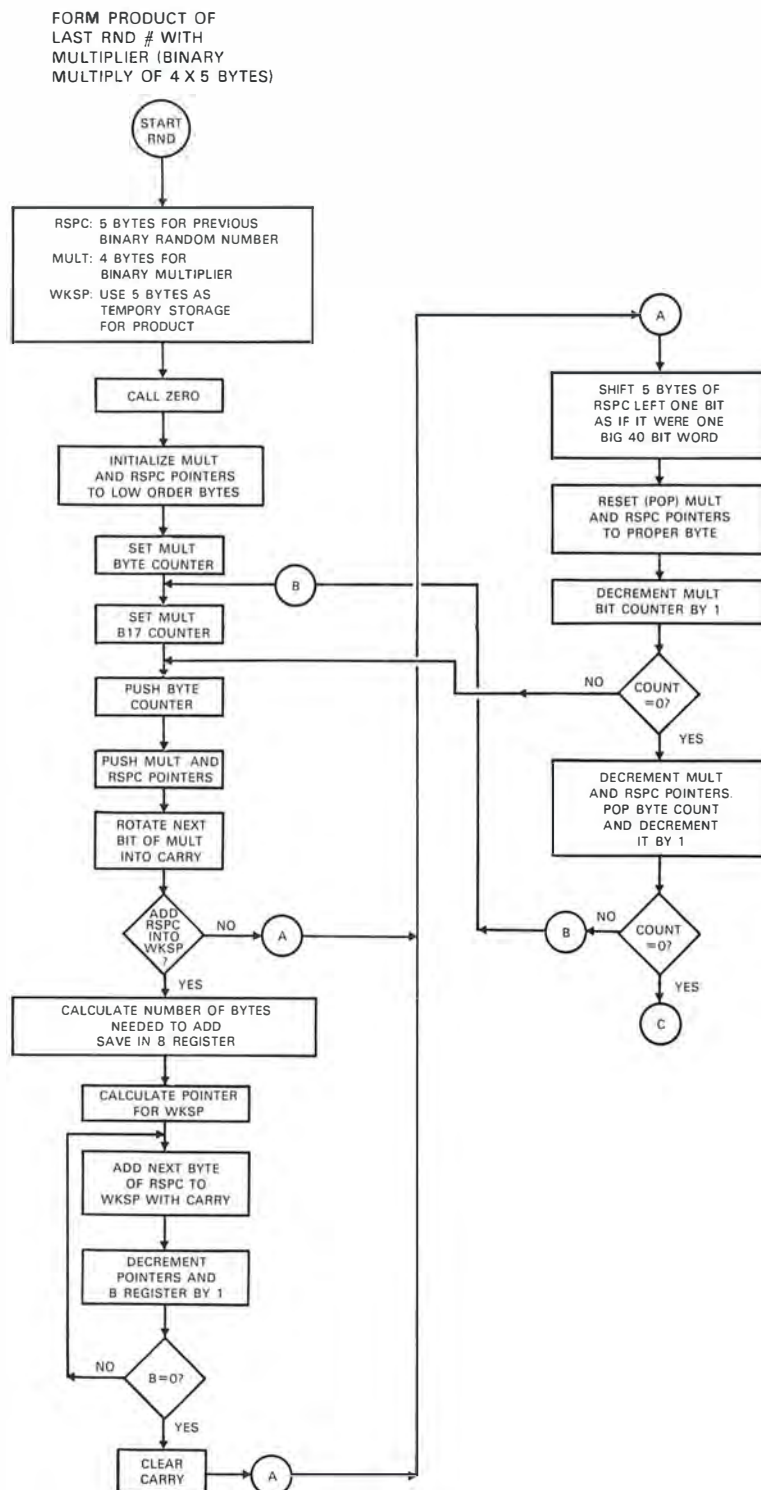 FORM PRODUCT OF
LAST RND # WITH
MULTIPLIER (BINARY
MULTIPLY OF 4 X 5 BYTES)
START
RND
RSPC: 5 BYTES FOR PREVIOUS
BINARY RANDOM NUMBER
MULT: 4 BYTES FOR
BINARY MULTIPLIER
WKSP: USE 5 BYTES AS
TEMPORY STORAGE
FOR PRODUCT
CALL ZERO
INITIALIZE MULT
AND RSPC POINTERS
TO LOW ORDER BYTES
SET MULT
BYTE COUNTER
B
SET MULT
B17 COUNTER
PUSH BYTE
COUNTER
PUSH MULT AND
RSPC POINTERS
ROTATE NEXT
BIT OF MULT
INTO CARRY
ADD
RSPC
INTO
WKSP
?
NO
A
YES
CALCULATE NUMBER OF BYTES
NEEDED TO ADD
SAVE IN 8 REGISTER
CALCULATE POINTER
FOR WKSP
ADD NEXT BYTE
OF RSPC TO
WKSP WITH CARRY
DECREMENT
POINTERS AND
B REGISTER BY 1
B=0?
NO
YES
CLEAR
CARRY
A
A
SHIFT 5 BYTES OF
RSPC LEFT ONE BIT
AS IF IT WERE ONE
BIG 40 BIT WORD
RESET (POP) MULT
AND RSPC POINTERS
TO PROPER BYTE
DECREMENT MULT
BIT COUNTER BY 1
NO
COUNT
=0?
YES
DECREMENT MULT
AND RSPC POINTERS.
POP BYTE COUNT
AND DECREMENT
IT BY 1
B
NO
COUNT
=0?
YES
C